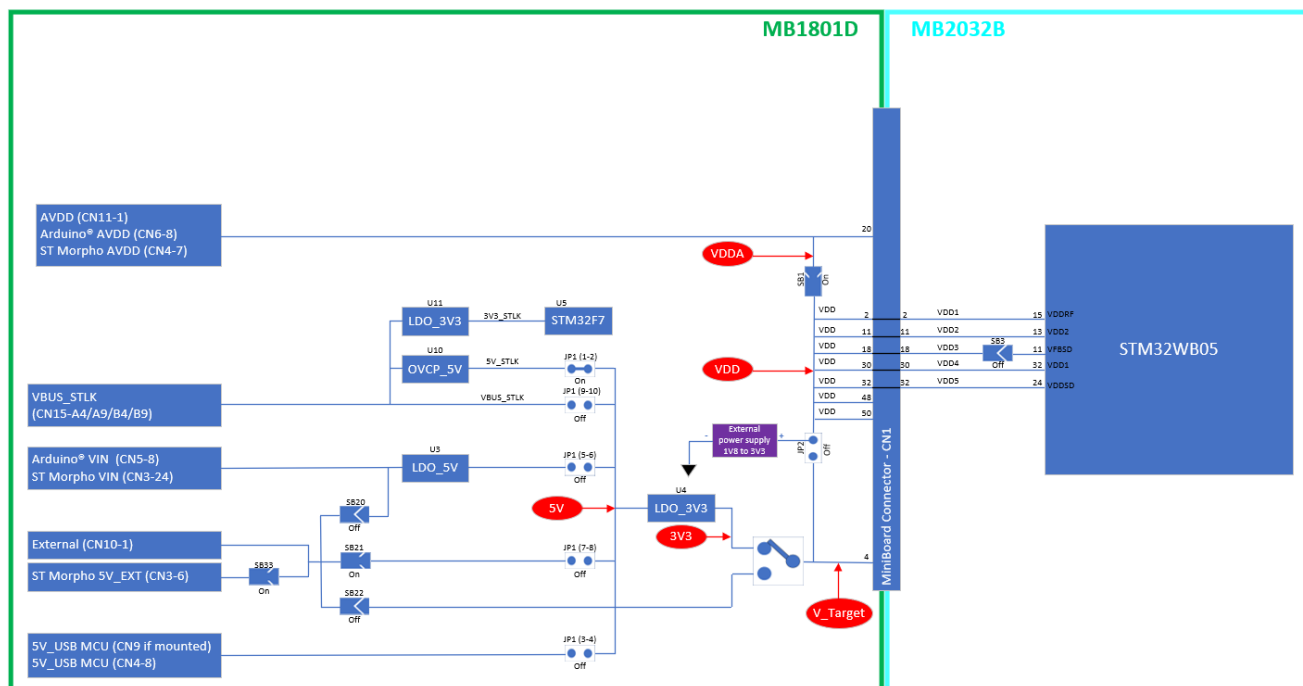 MB1801D
MB2032B
AVDD (CN11-1)
Arduino® AVDD (CN6-8)
ST Morpho AVDD (CN4-7)
20
VDDA
SB1
On
U11
LDO_3V3
3V3_STLK
U5
STM32F7
U10
OVCP_5V
5V_STLK
JP1 (1-2)
On
VBUS_STLK
(CN15-A4/A9/B4/B9)
VBUS_STLK
JP1 (9-10)
Off
VDD
2
2
VDD1
15
VDDRF
VDD
11
11
VDD2
13
VDD2
VDD
18
18
VDD3
SB3
Off
11
VFBSD
VDD
VDD
30
30
VDD4
32
VDD1
VDD
32
32
VDD5
24
VDDSD
VDD
48
VDD
50
STM32WB05
MiniBoard Connector - CN1
Arduino® VIN (CN5-8)
ST Morpho VIN (CN3-24)
U3
LDO_5V
JP1 (5-6)
Off
-
External
power supply
1V8 to 3V3
+
JP2
Off
SB20
Off
5V
U4
LDO_3V3
3V3
External (CN10-1)
ST Morpho 5V_EXT (CN3-6)
SB33
On
SB21
On
JP1 (7-8)
Off
4
V_Target
SB22
Off
5V_USB MCU (CN9 if mounted)
5V_USB MCU (CN4-8)
JP1 (3-4)
Off